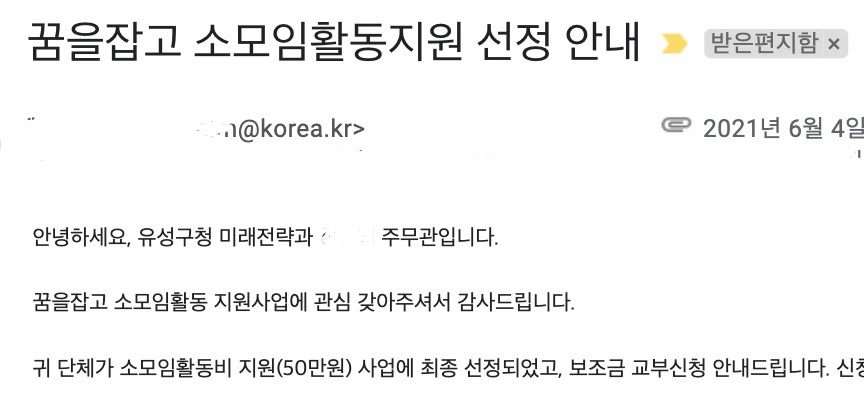 꿈을잡고 소모임활동지원 선정 안내 받은편지함 ×
@korea.kr> 2021년 6월 4일
안녕하세요, 유성구청 미래전략과 주무관입니다.
꿈을잡고 소모임활동 지원사업에 관심 갖아주셔서 감사드립니다.
귀 단체가 소모임활동비 지원(50만원) 사업에 최종 선정되었고, 보조금 교부신청 안내드립니다.